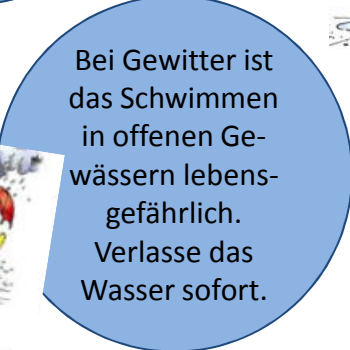 Bei Gewitter ist
das Schwimmen
in offenen Ge-
wässern lebens-
gefährlich.
Verlasse das
Wasser sofort.